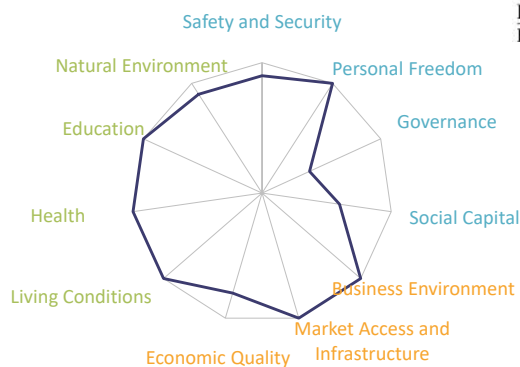 Safety and Security
Natural Environment
Personal Freedom
Education
Governance
Health
Social Capital
Living Conditions
Business Environment
Market Access and
Infrastructure
Economic Quality